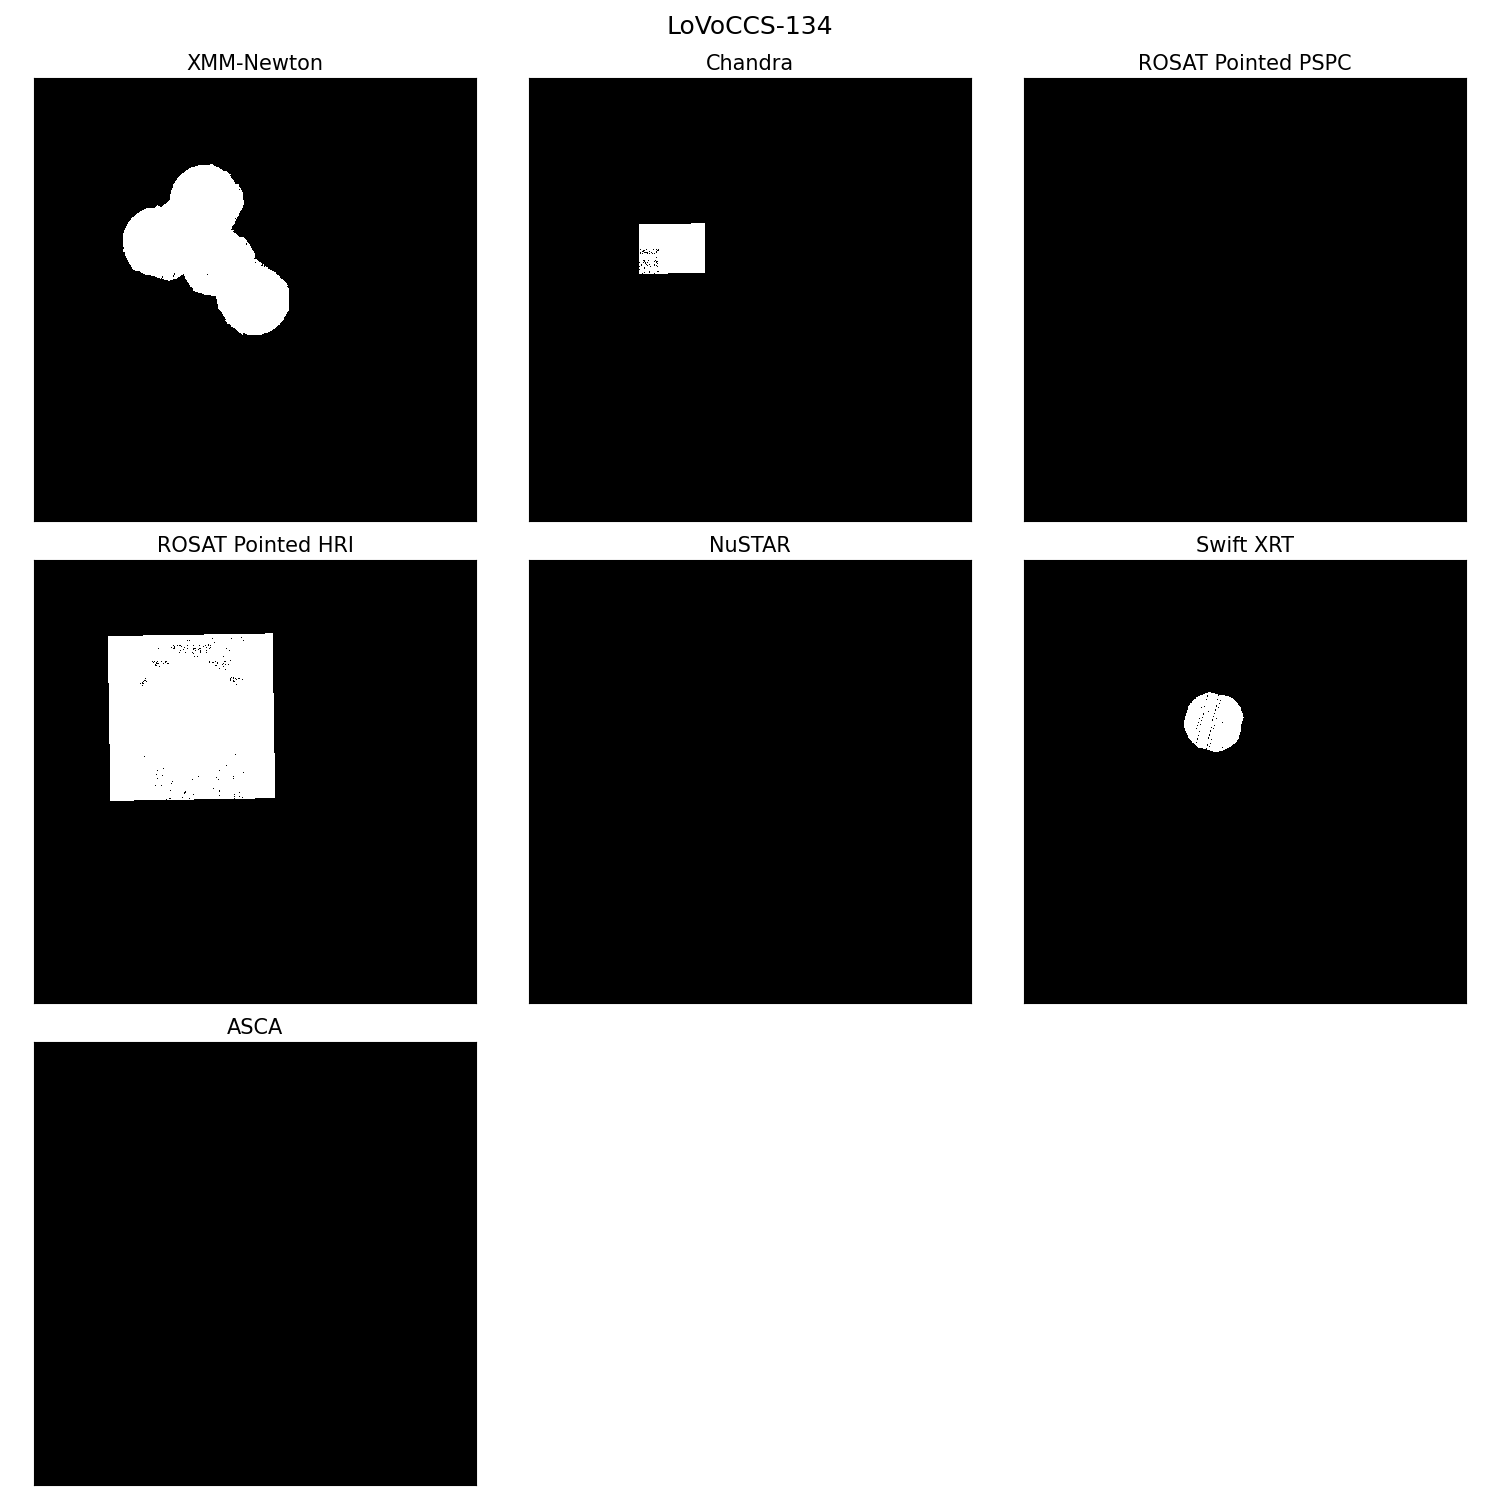 LoVoCCS-134
XMM-Newton
Chandra
ROSAT Pointed PSPC
ROSAT Pointed HRI
NuSTAR
Swift XRT
ASCA